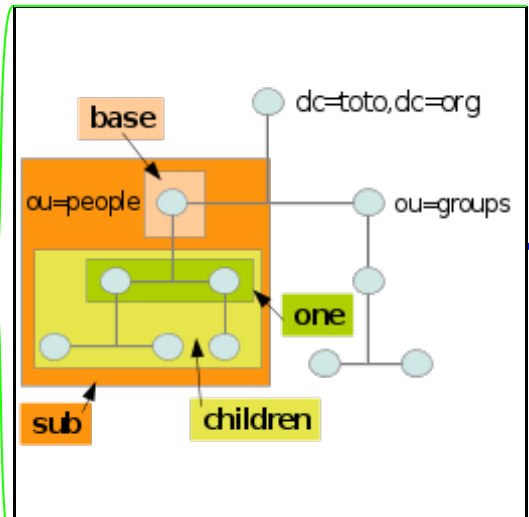 dc=toto,dc=org
base
ou=people
ou=groups
one
children
sub